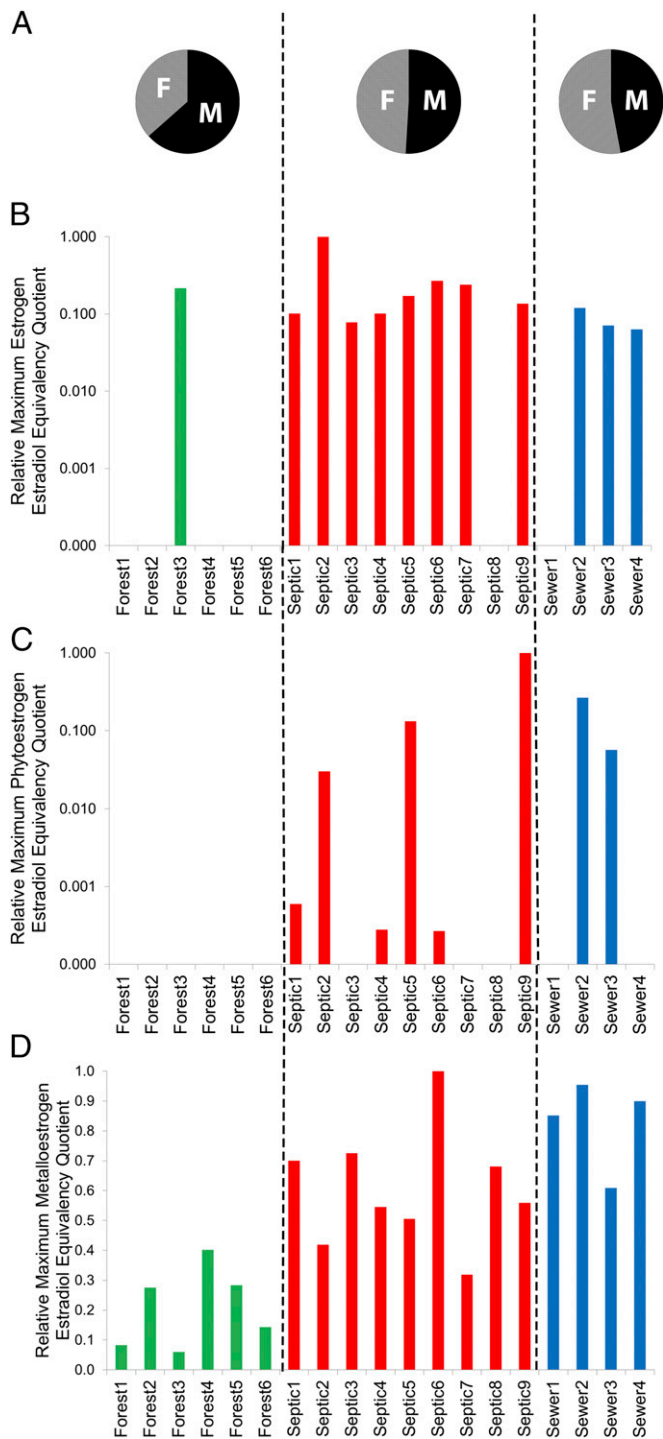 A
F
M
F
M
F
M
B
Relative Maximum Estrogen
Estradiol Equivalency Quotient
1.000
0.100
0.010
0.001
0.000
Forest1
Forest2
Forest3
Forest4
Forest5
Forest6
Septic1
Septic2
Septic3
Septic4
Septic5
Septic6
Septic7
Septic8
Septic9
Sewer1
Sewer2
Sewer3
Sewer4
C
Relative Maximum Phytoestrogen
Estradiol Equivalency Quotient
1.000
0.100
0.010
0.001
0.000
Forest1
Forest2
Forest3
Forest4
Forest5
Forest6
Septic1
Septic2
Septic3
Septic4
Septic5
Septic6
Septic7
Septic8
Septic9
Sewer1
Sewer2
Sewer3
Sewer4
D
Relative Maximum Metalloestrogen
Estradiol Equivalency Quotient
1.0
0.9
0.8
0.7
0.6
0.5
0.4
0.3
0.2
0.1
0.0
Forest1
Forest2
Forest3
Forest4
Forest5
Forest6
Septic1
Septic2
Septic3
Septic4
Septic5
Septic6
Septic7
Septic8
Septic9
Sewer1
Sewer2
Sewer3
Sewer4